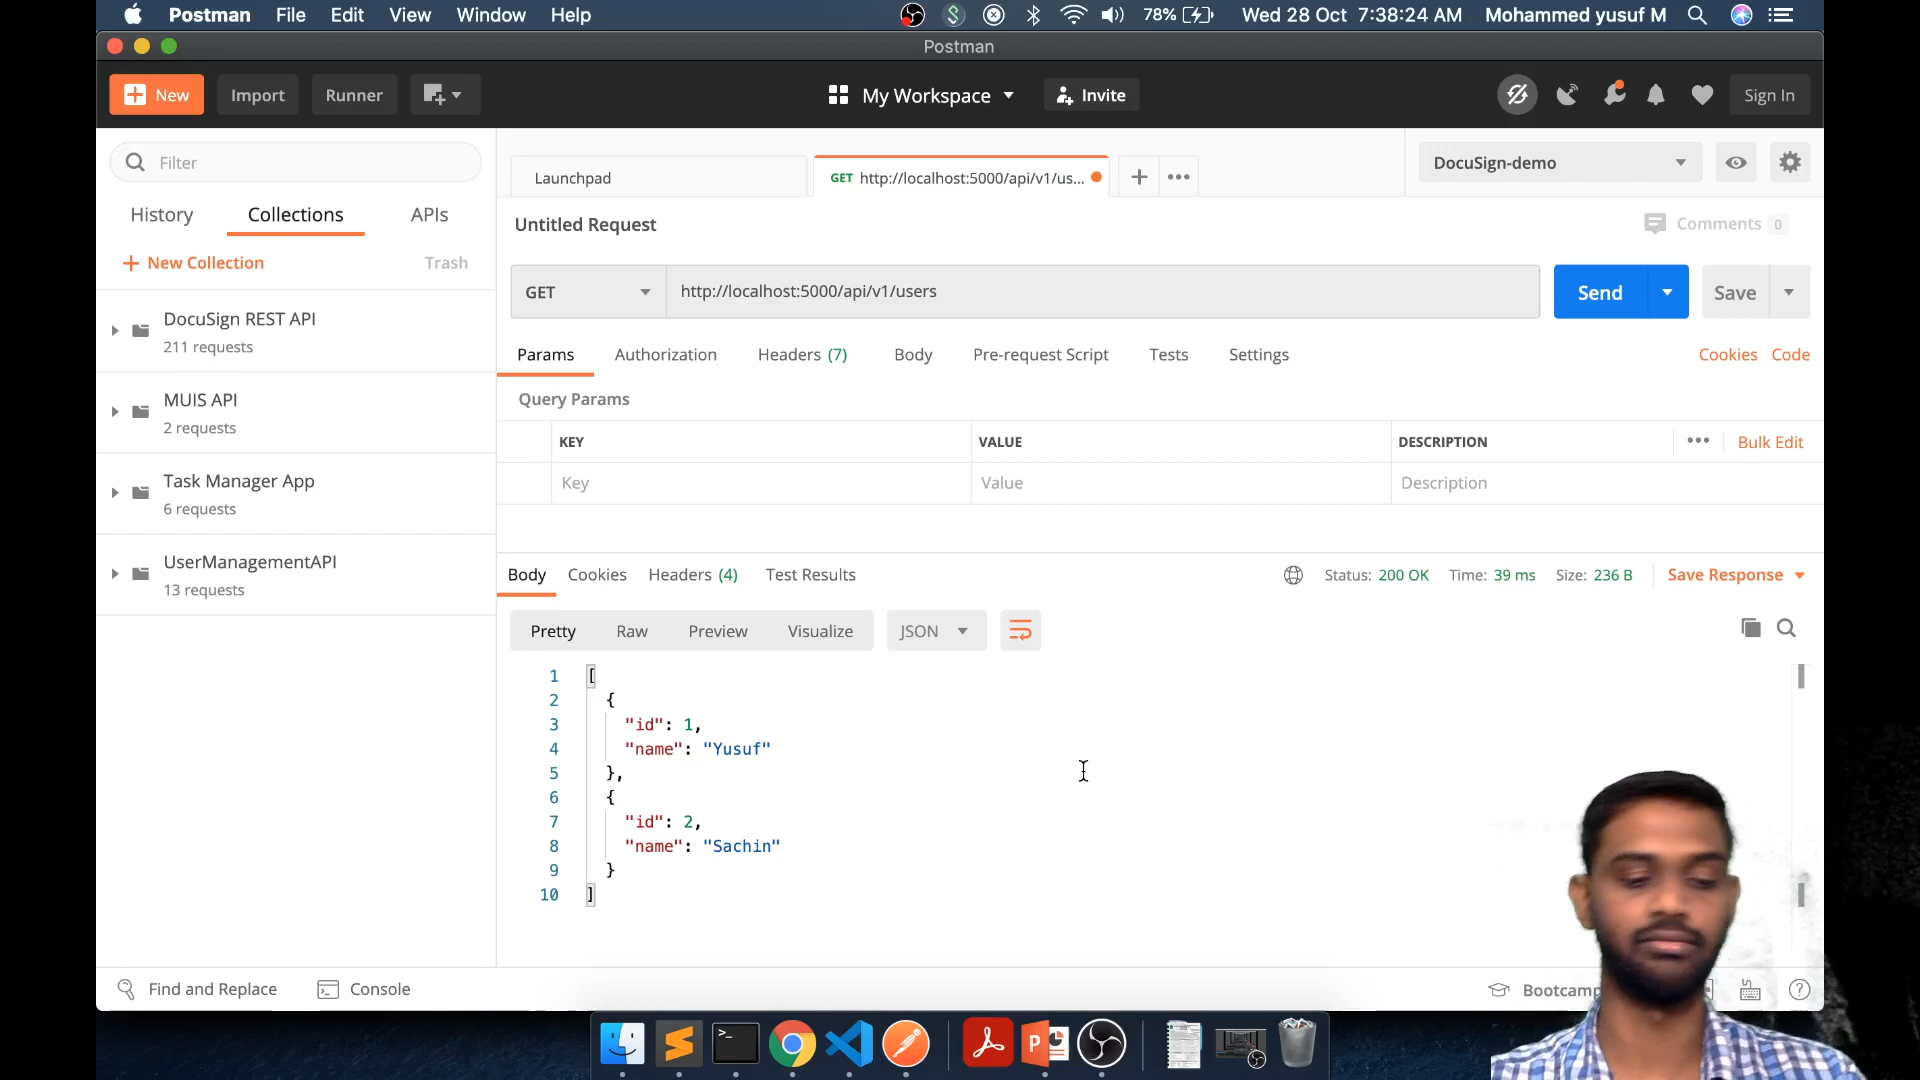 Postman File Edit View Window Help
78% Wed 28 Oct 7:38:24 AM Mohammed yusuf M
Postman
New Import Runner
My Workspace Invite
Sign In
Filter
Launchpad
GET http://localhost:5000/api/v1/us...
DocuSign-demo
History Collections APIs
New Collection Trash
Untitled Request
Comments 0
GET http://localhost:5000/api/v1/users Send Save
DocuSign REST API
211 requests
MUIS API
2 requests
Task Manager App
6 requests
UserManagementAPI
13 requests
Params Authorization Headers (7) Body Pre-request Script Tests Settings Cookies Code
Query Params
KEY VALUE DESCRIPTION ••• Bulk Edit
Key Value Description
Body Cookies Headers (4) Test Results Status: 200 OK Time: 39 ms Size: 236 B Save Response
Pretty Raw Preview Visualize JSON
1 [
2 {
3 "id": 1,
4 "name": "Yusuf"
5 },
6 {
7 "id": 2,
8 "name": "Sachin"
9 }
10 ]
Find and Replace Console
Bootcamp